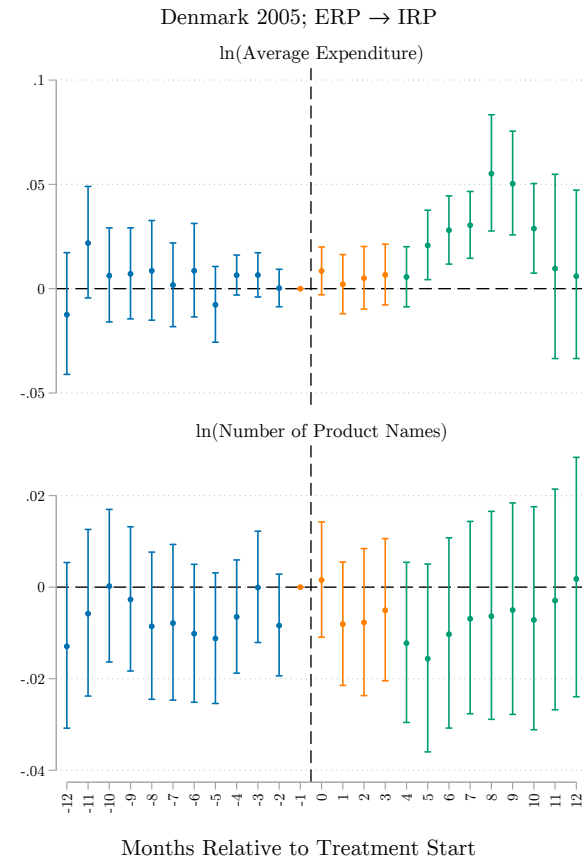 Denmark 2005; ERP → IRP
ln(Average Expenditure)
.1
.05
0
-.05
ln(Number of Product Names)
.02
0
-.02
-.04
-12 -11 -10 -9 -8 -7 -6 -5 -4 -3 -2 -1 0 1 2 3 4 5 6 7 8 9 10 11 12
Months Relative to Treatment Start